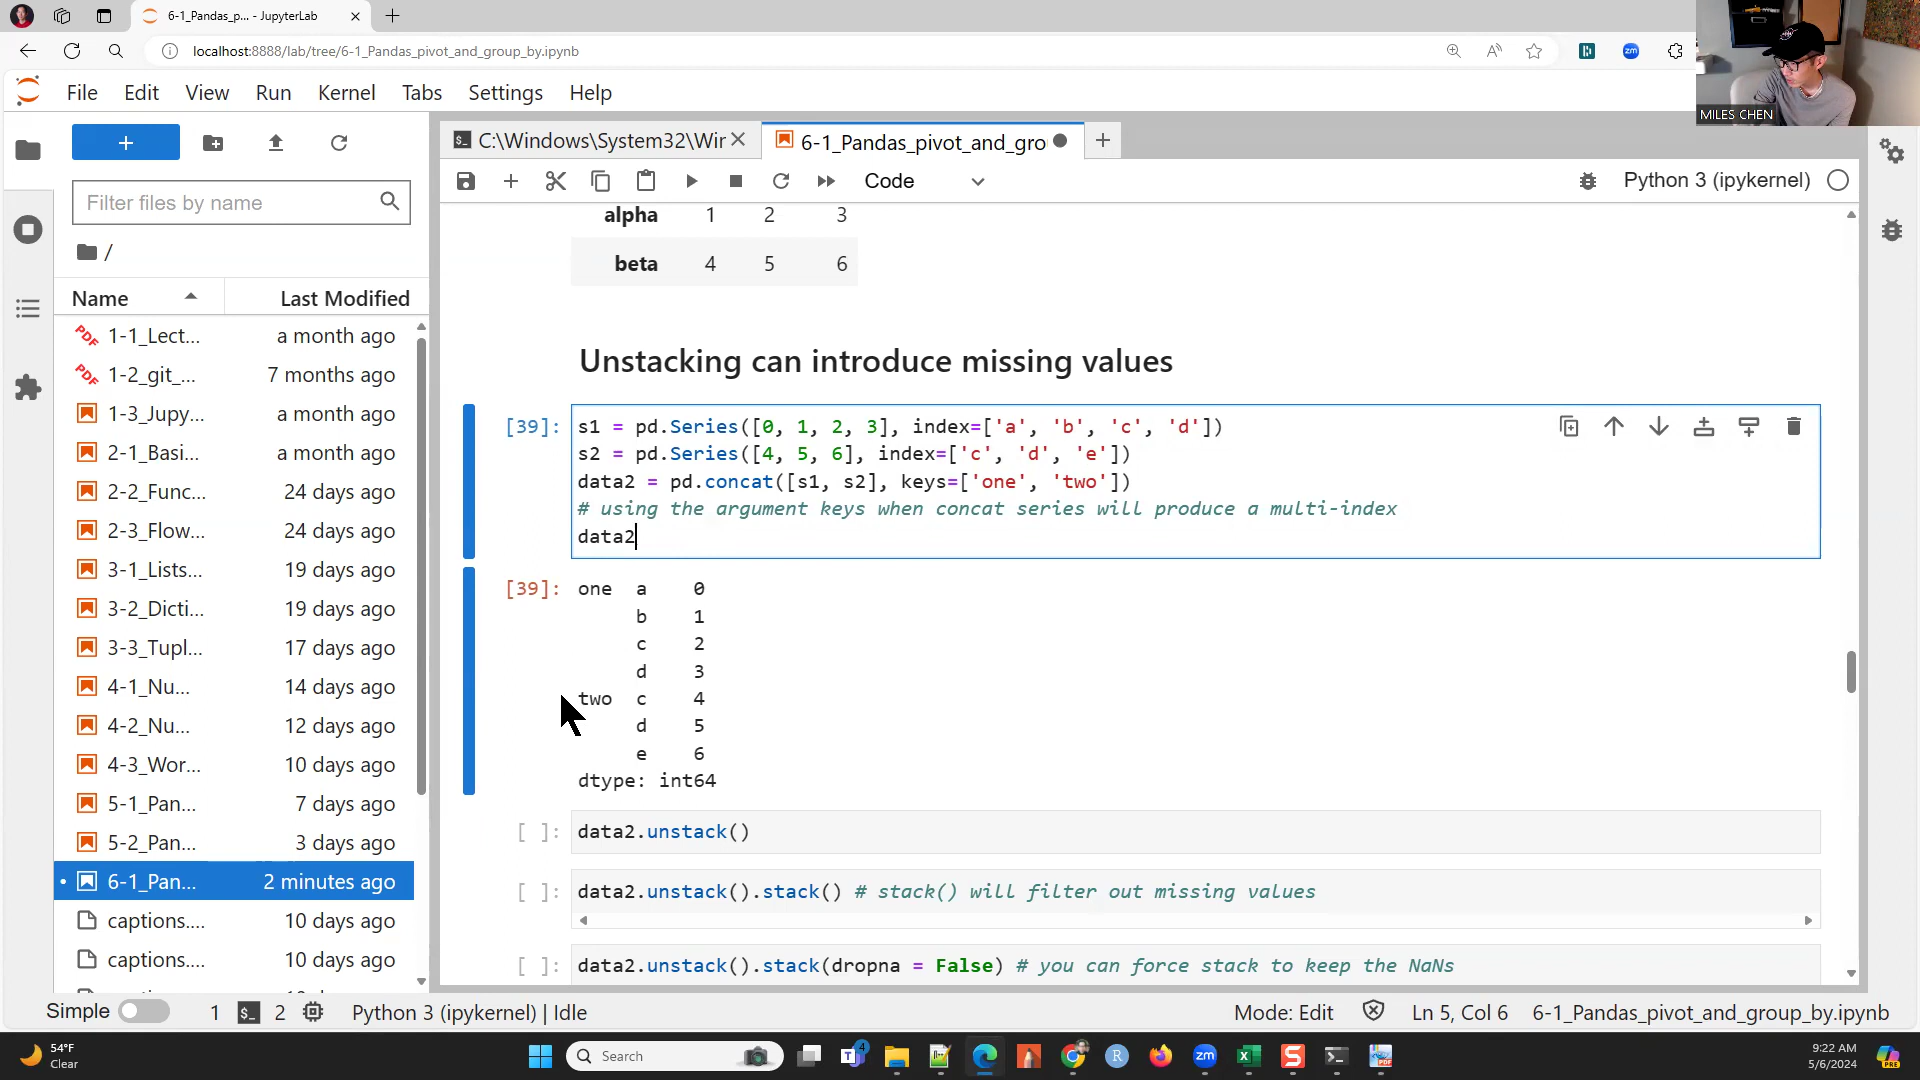 6-1_Pandas_p... - JupyterLab
localhost:8888/lab/tree/6-1_Pandas_pivot_and_group_by.ipynb
zm
MILES CHEN
File Edit View Run Kernel Tabs Settings Help
C:\Windows\System32\Wir
6-1_Pandas_pivot_and_gro
Filter files by name
Code
Python 3 (ipykernel)
/
Name Last Modified
1-1_Lect... a month ago
1-2_git_... 7 months ago
1-3_Jupy... a month ago
2-1_Basi... a month ago
2-2_Func... 24 days ago
2-3_Flow... 24 days ago
3-1_Lists... 19 days ago
3-2_Dicti... 19 days ago
3-3_Tupl... 17 days ago
4-1_Nu... 14 days ago
4-2_Nu... 12 days ago
4-3_Wor... 10 days ago
5-1_Pan... 7 days ago
5-2_Pan... 3 days ago
6-1_Pan... 2 minutes ago
captions.... 10 days ago
captions.... 10 days ago
alpha 1 2 3
beta 4 5 6
Unstacking can introduce missing values
[39]: s1 = pd.Series([0, 1, 2, 3], index=['a', 'b', 'c', 'd'])
s2 = pd.Series([4, 5, 6], index=['c', 'd', 'e'])
data2 = pd.concat([s1, s2], keys=['one', 'two'])
# using the argument keys when concat series will produce a multi-index
data2
[39]: one a 0
b 1
c 2
d 3
two c 4
d 5
e 6
dtype: int64
[ ]: data2.unstack()
[ ]: data2.unstack().stack() # stack() will filter out missing values
[ ]: data2.unstack().stack(dropna = False) # you can force stack to keep the NaNs
Simple 1 2 Python 3 (ipykernel) | Idle Mode: Edit Ln 5, Col 6 6-1_Pandas_pivot_and_group_by.ipynb
54°F
Clear
Search
4
zm
9:22 AM
5/6/2024